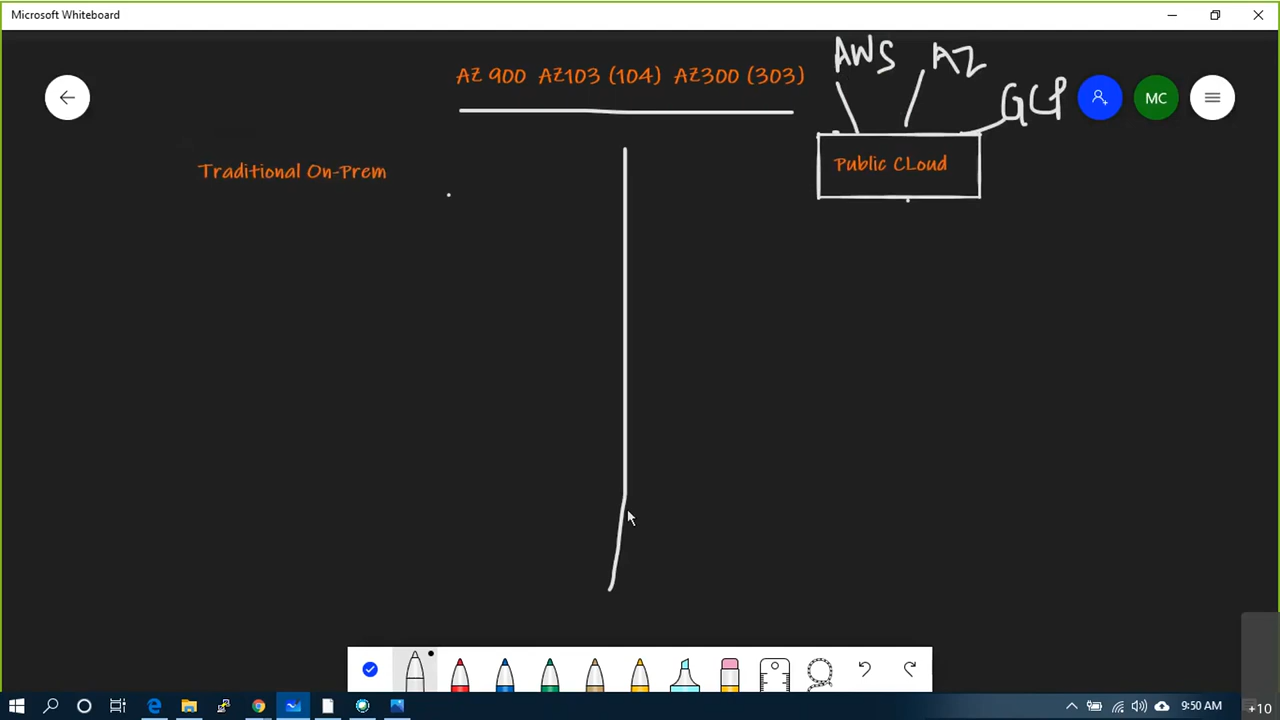 Microsoft Whiteboard
AWS AZ
AZ 900 AZ103 (104) AZ300 (303)
GCP
MC
Traditional On-Prem
Public CLoud
9:50 AM
+10